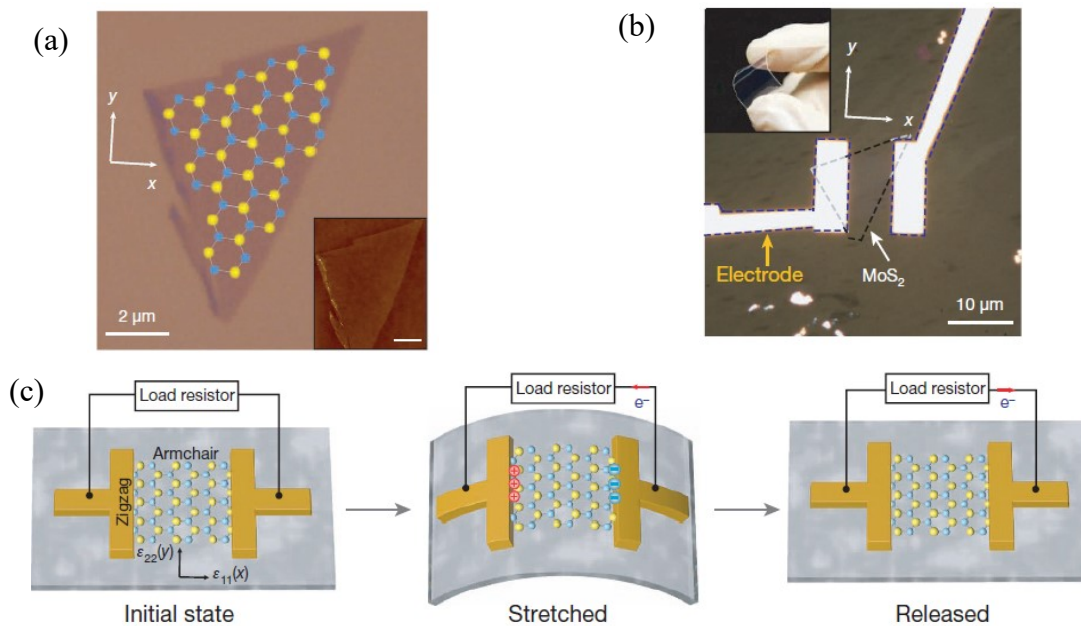 (a)
y
x
2 μm
(b)
y
x
Electrode
MoS2
10 μm
(c)
Load resistor
Armchair
Zigzag
ε22(y)
ε11(x)
Initial state
Load resistor
e−
Stretched
Load resistor
e−
Released